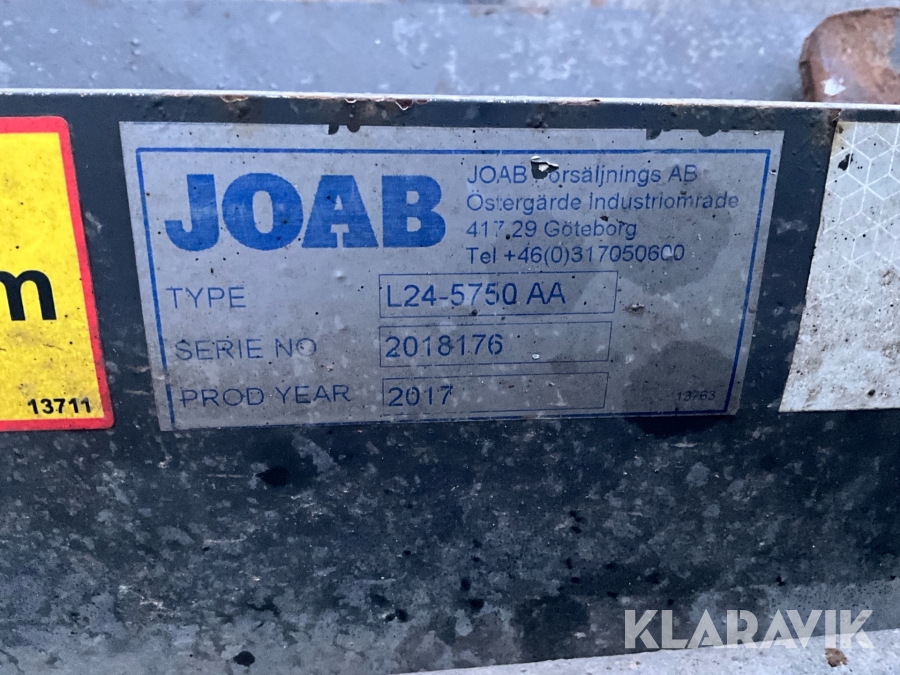 JOAB
JOAB Försäljnings AB
Östergärde Industriområde
417 29 Göteborg
Tel +46(0)317050600
TYPE L24-5750 AA
SERIE NO 2018176
PROD YEAR 2017
13763
m
13711
KLARAVIK